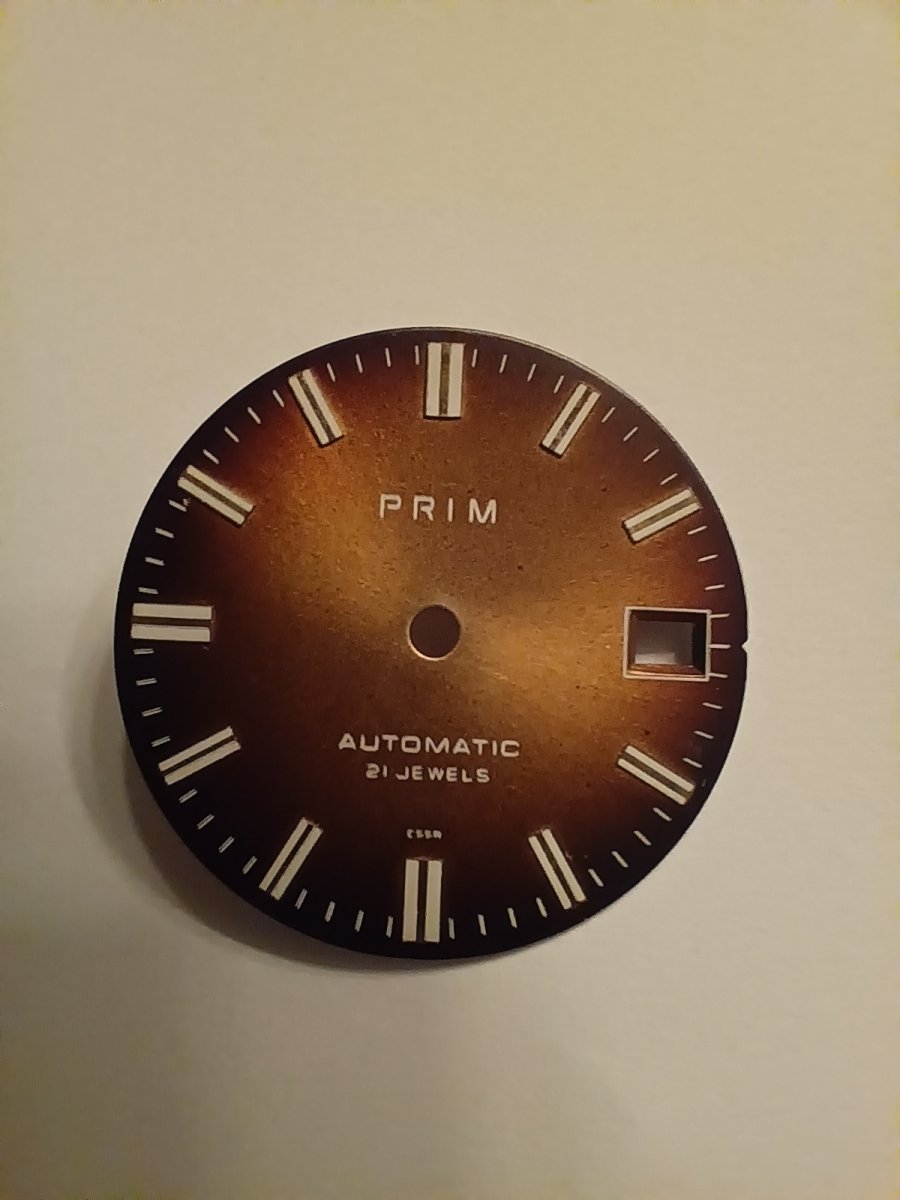 PRIM
AUTOMATIC
21 JEWELS
ČSSR